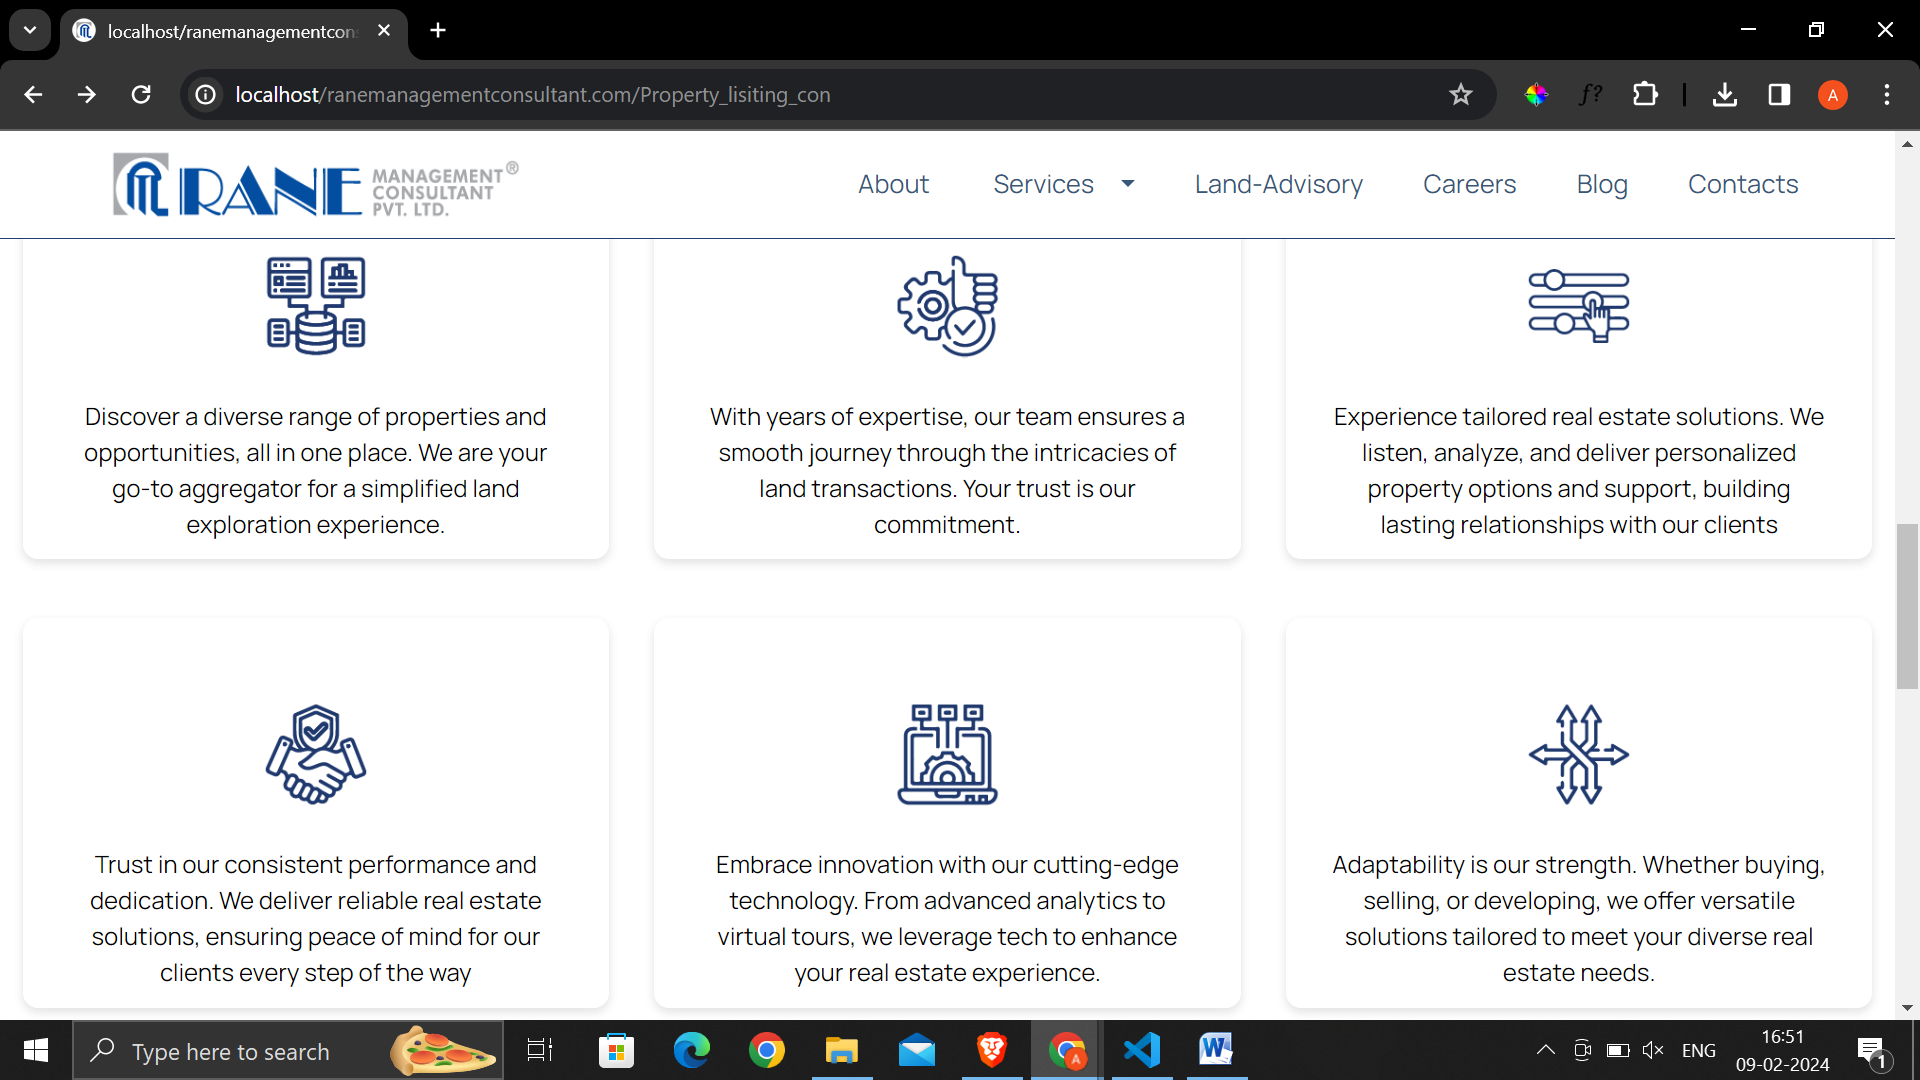 localhost/ranemanagementcon
localhost/ranemanagementconsultant.com/Property_lisiting_con
f?
A
RANE MANAGEMENT®
CONSULTANT
PVT. LTD.
About Services Land-Advisory Careers Blog Contacts
Discover a diverse range of properties and
opportunities, all in one place. We are your
go-to aggregator for a simplified land
exploration experience.
With years of expertise, our team ensures a
smooth journey through the intricacies of
land transactions. Your trust is our
commitment.
Experience tailored real estate solutions. We
listen, analyze, and deliver personalized
property options and support, building
lasting relationships with our clients
Trust in our consistent performance and
dedication. We deliver reliable real estate
solutions, ensuring peace of mind for our
clients every step of the way
Embrace innovation with our cutting-edge
technology. From advanced analytics to
virtual tours, we leverage tech to enhance
your real estate experience.
Adaptability is our strength. Whether buying,
selling, or developing, we offer versatile
solutions tailored to meet your diverse real
estate needs.
Type here to search
A
W
ENG
16:51
09-02-2024
1